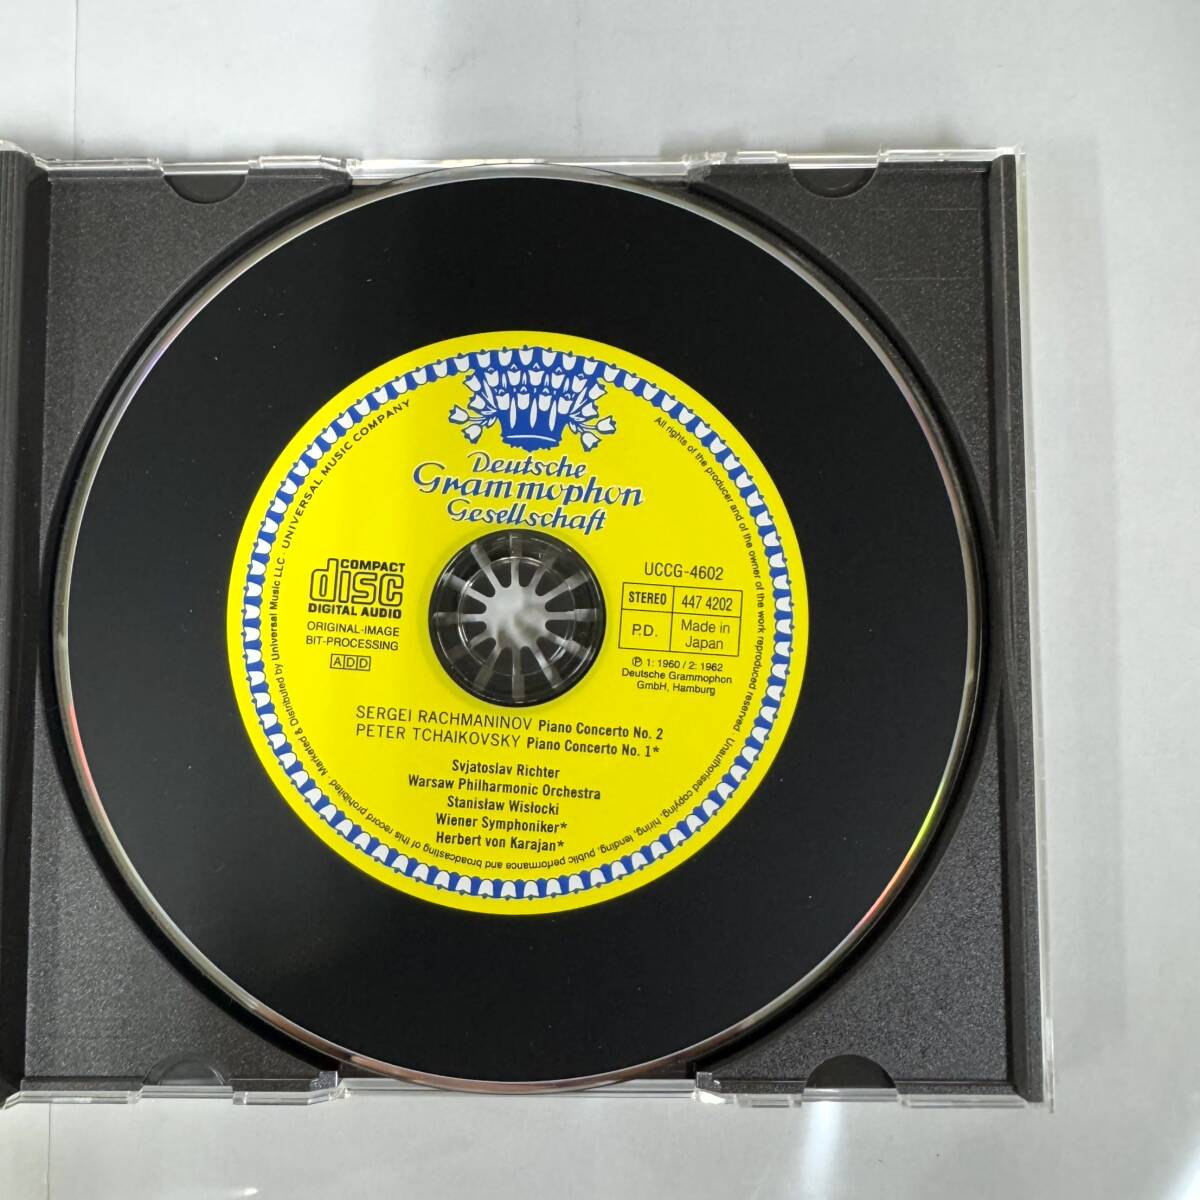 Deutsche
Grammophon
Gesellschaft
COMPACT
disc
DIGITAL AUDIO
ORIGINAL-IMAGE
BIT-PROCESSING
ADD
UCCG-4602
STEREO 447 4202
P.D. Made in
Japan
℗ 1: 1960 / 2: 1962
Deutsche Grammophon
GmbH, Hamburg
SERGEI RACHMANINOV Piano Concerto No. 2
PETER TCHAIKOVSKY Piano Concerto No. 1*
Svjatoslav Richter
Warsaw Philharmonic Orchestra
Stanisław Wisłocki
Wiener Symphoniker*
Herbert von Karajan*
All rights of the producer and of the owner of the work reproduced reserved · Unauthorised copying, hiring, lending, public performance and broadcasting of this record prohibited. Marketed & Distributed by Universal Music LLC · UNIVERSAL MUSIC COMPANY